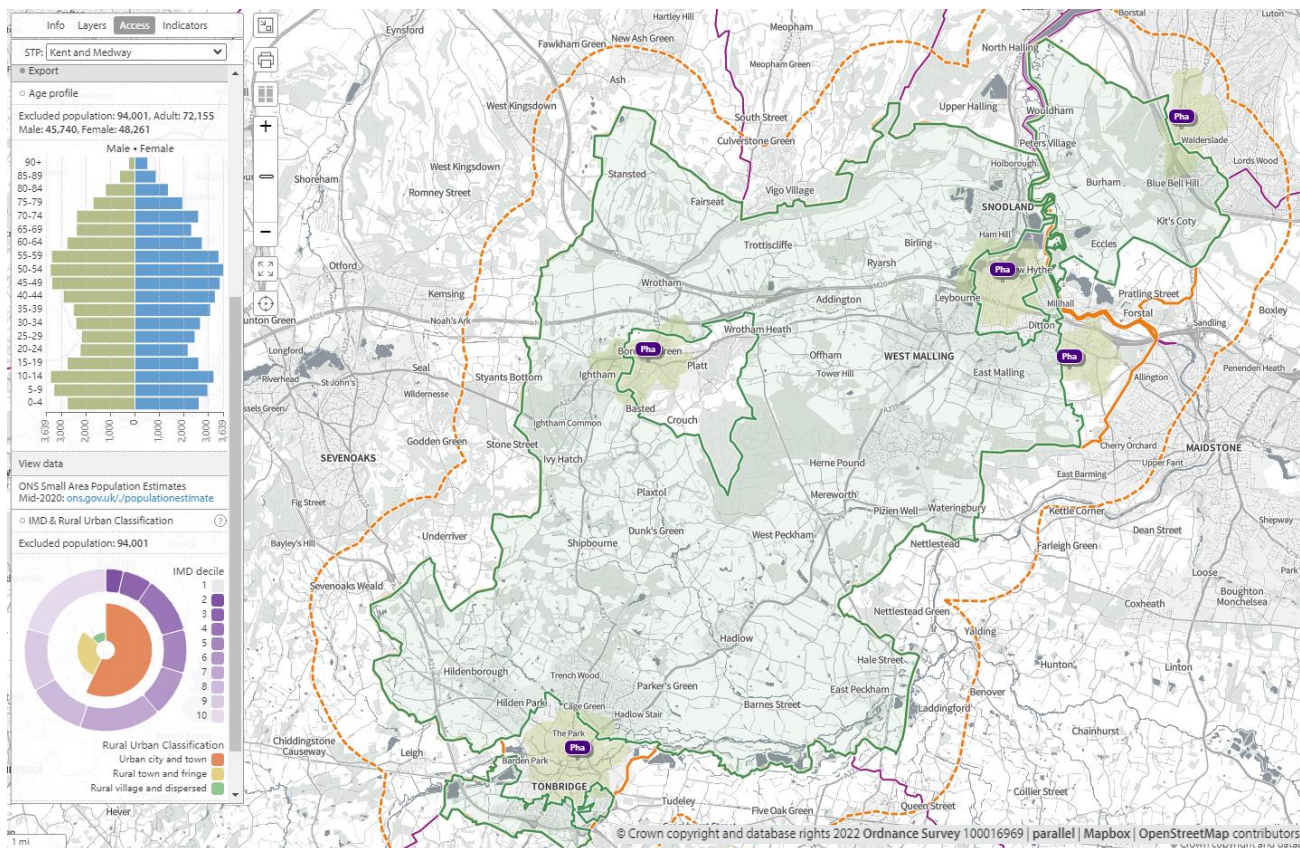 Info Layers Access Indicators
STP: Kent and Medway
Export
Age profile
Excluded population: 94,001, Adult: 72,155
Male: 45,740, Female: 48,261
Male • Female
90+
85-89
80-84
75-79
70-74
65-69
60-64
55-59
50-54
45-49
40-44
35-39
30-34
25-29
20-24
15-19
10-14
5-9
0-4
3,639 3,000 2,000 1,000 0 1,000 2,000 3,000 3,639
View data
ONS Small Area Population Estimates
Mid-2020: ons.gov.uk/./populationestimate
IMD & Rural Urban Classification ?
Excluded population: 94,001
IMD decile
1
2
3
4
5
6
7
8
9
10
Rural Urban Classification
Urban city and town
Rural town and fringe
Rural village and dispersed
1 mi
+
Eynsford
Hartley Hill
New Ash Green
Fawkham Green
Meopham
Meopham Green
Borstal
Luton
North Halling
Ash
West Kingsdown
South Street
Culverstone Green
Upper Halling
Wouldham
Peters Village
Pha
Walderslade
Lords Wood
Shoreham
West Kingsdown
Romney Street
Stansted
Fairseat
Vigo Village
Holborough
Burham
Blue Bell Hill
SNODLAND
Kit's Coty
Ham Hill
Eccles
Trottiscliffe
Birling
Ryarsh
Pha
Otford
Wrotham
Addington
Leybourne
Pratling Street
Forstal
Millhall
Boxley
Kemsing
Noah's Ark
M26
M20
Wrotham Heath
Ditton
Sandling
Longford
Pha
Platt
Offham
Tower Hill
WEST MALLING
Pha
Penenden Heath
Riverhead
St-John's
Seal
Styants Bottom
Ightham
East Malling
Allington
Wildernesse
Basted
Crouch
Ightham Common
Godden Green
Stone Street
SEVENOAKS
Ivy Hatch
Herne Pound
Cherry Orchard
MAIDSTONE
East Barming
Upper Fant
Fig Street
Plaxtol
Mereworth
Pizien Well
Wateringbury
Kettle Corner
Shepway
Bayley's Hill
Underriver
Dunk's Green
Shipbourne
West Peckham
Nettlestead
Farleigh Green
Dean Street
Loose
Sevenoaks Weald
Boughton
Monchelsea
Coxheath
Nettlestead Green
Hadlow
Yalding
Hale Street
Hunton
Linton
Hildenborough
Trench Wood
Parker's Green
East Peckham
Benover
Laddingford
Hilden Park
Cage Green
Hadlow Stair
Barnes Street
Chainhurst
The Park
Chiddingstone
Causeway
Leigh
Pha
Barden Park
TONBRIDGE
Tudeley
Five Oak Green
Queen Street
Collier Street
Hever
© Crown copyright and database rights 2022 Ordnance Survey 100016969 | parallel | Mapbox | OpenStreetMap contributors